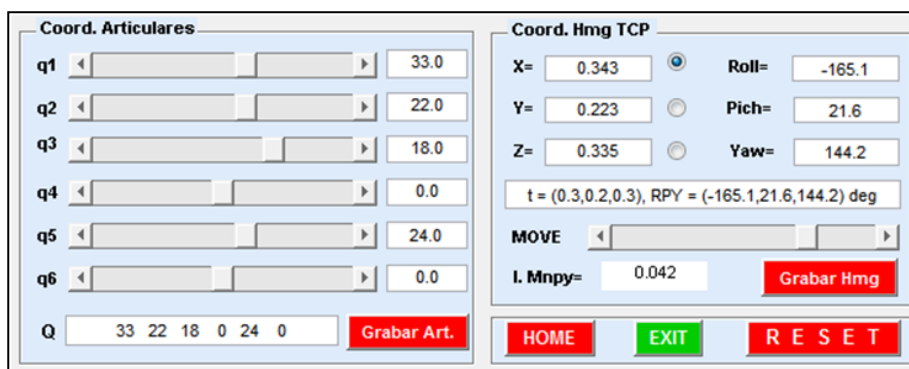 Coord. Articulares
q1 33.0
q2 22.0
q3 18.0
q4 0.0
q5 24.0
q6 0.0
Q 33 22 18 0 24 0 Grabar Art.
Coord. Hmg TCP
X= 0.343 Roll= -165.1
Y= 0.223 Pich= 21.6
Z= 0.335 Yaw= 144.2
t = (0.3,0.2,0.3), RPY = (-165.1,21.6,144.2) deg
MOVE
I. Mnpy= 0.042 Grabar Hmg
HOME EXIT R E S E T